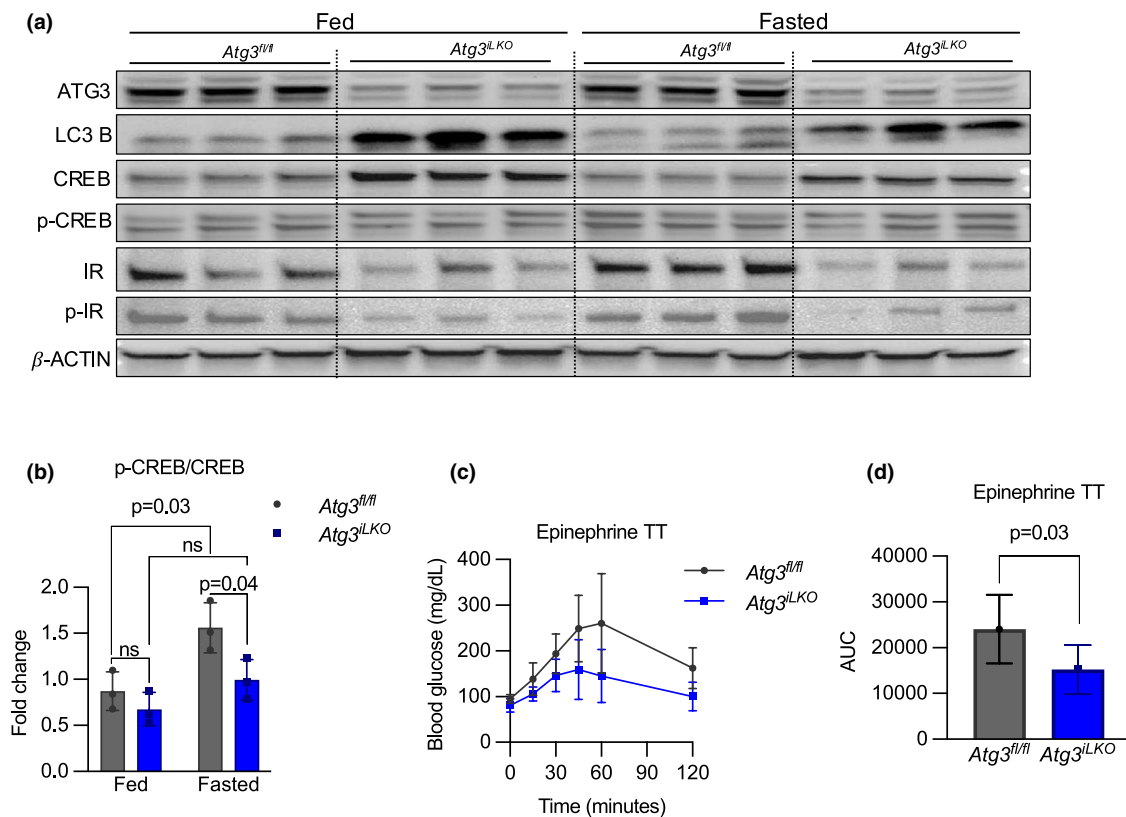 (a)
Fed Fasted
Atg3fl/fl Atg3iLKO Atg3fl/fl Atg3iLKO
ATG3
LC3 B
CREB
p-CREB
IR
p-IR
β-ACTIN
(b)
p-CREB/CREB
p=0.03
ns
p=0.04
ns
Atg3fl/fl
Atg3iLKO
Fold change
2.0
1.5
1.0
0.5
0.0
Fed Fasted
(c)
Epinephrine TT
Atg3fl/fl
Atg3iLKO
Blood glucose (mg/dL)
400
300
200
100
0
0 30 60 90 120
Time (minutes)
(d)
Epinephrine TT
p=0.03
AUC
40000
30000
20000
10000
0
Atg3fl/fl Atg3iLKO